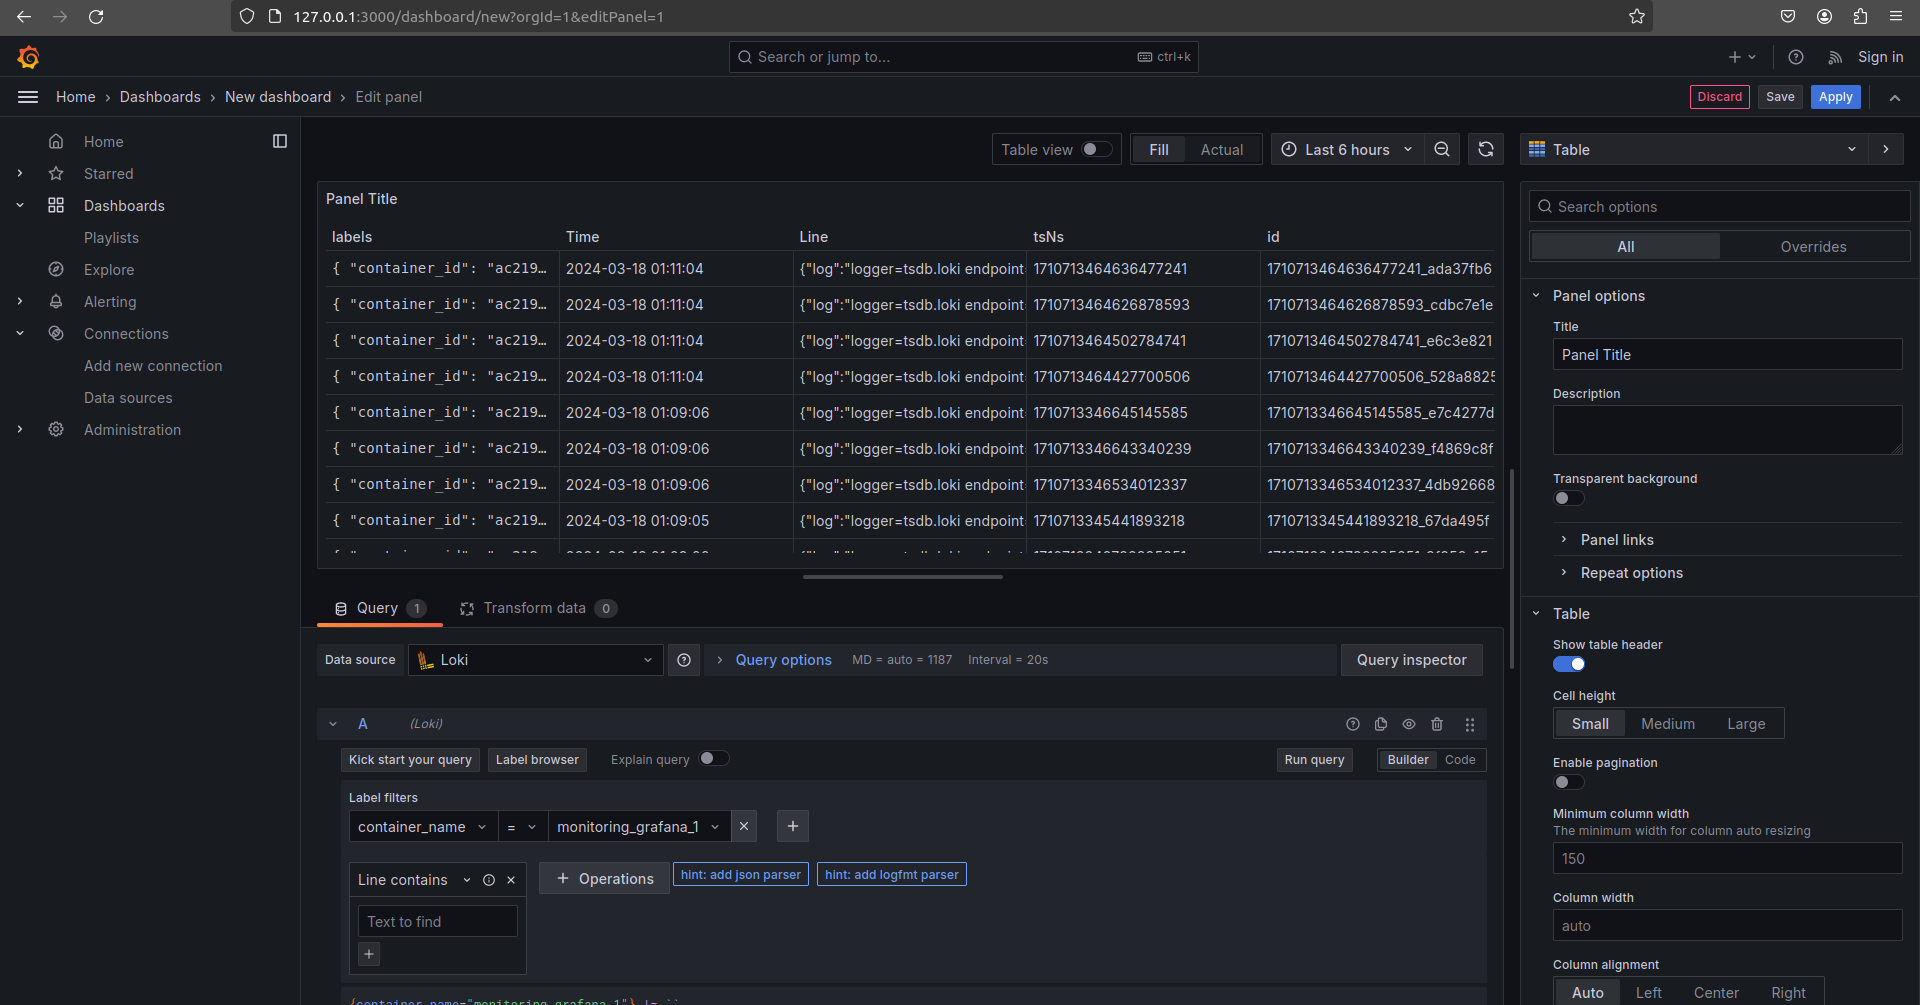 127.0.0.1:3000/dashboard/new?orgId=1&editPanel=1
Search or jump to...
ctrl+k
Sign in
Home › Dashboards › New dashboard › Edit panel
Discard
Save
Apply
Home
Starred
Dashboards
Playlists
Explore
Alerting
Connections
Add new connection
Data sources
Administration
Table view
Fill
Actual
Last 6 hours
Table
Panel Title
labels Time Line tsNs id
{ "container_id": "ac219… 2024-03-18 01:11:04 {"log":"logger=tsdb.loki endpoint 1710713464636477241 1710713464636477241_ada37fb6
{ "container_id": "ac219… 2024-03-18 01:11:04 {"log":"logger=tsdb.loki endpoint 1710713464626878593 1710713464626878593_cdbc7e1e
{ "container_id": "ac219… 2024-03-18 01:11:04 {"log":"logger=tsdb.loki endpoint 1710713464502784741 1710713464502784741_e6c3e821
{ "container_id": "ac219… 2024-03-18 01:11:04 {"log":"logger=tsdb.loki endpoint 1710713464427700506 1710713464427700506_528a8825
{ "container_id": "ac219… 2024-03-18 01:09:06 {"log":"logger=tsdb.loki endpoint 1710713346645145585 1710713346645145585_e7c4277d
{ "container_id": "ac219… 2024-03-18 01:09:06 {"log":"logger=tsdb.loki endpoint 1710713346643340239 1710713346643340239_f4869c8f
{ "container_id": "ac219… 2024-03-18 01:09:06 {"log":"logger=tsdb.loki endpoint 1710713346534012337 1710713346534012337_4db92668
{ "container_id": "ac219… 2024-03-18 01:09:05 {"log":"logger=tsdb.loki endpoint 1710713345441893218 1710713345441893218_67da495f
Query 1
Transform data 0
Data source
Loki
Query options
MD = auto = 1187
Interval = 20s
Query inspector
A
(Loki)
Kick start your query
Label browser
Explain query
Run query
Builder
Code
Label filters
container_name
=
monitoring_grafana_1
Line contains
Text to find
+ Operations
hint: add json parser
hint: add logfmt parser
{container_name="monitoring_grafana_1"} |= ``
Search options
All
Overrides
Panel options
Title
Panel Title
Description
Transparent background
Panel links
Repeat options
Table
Show table header
Cell height
Small
Medium
Large
Enable pagination
Minimum column width
The minimum width for column auto resizing
150
Column width
auto
Column alignment
Auto
Left
Center
Right